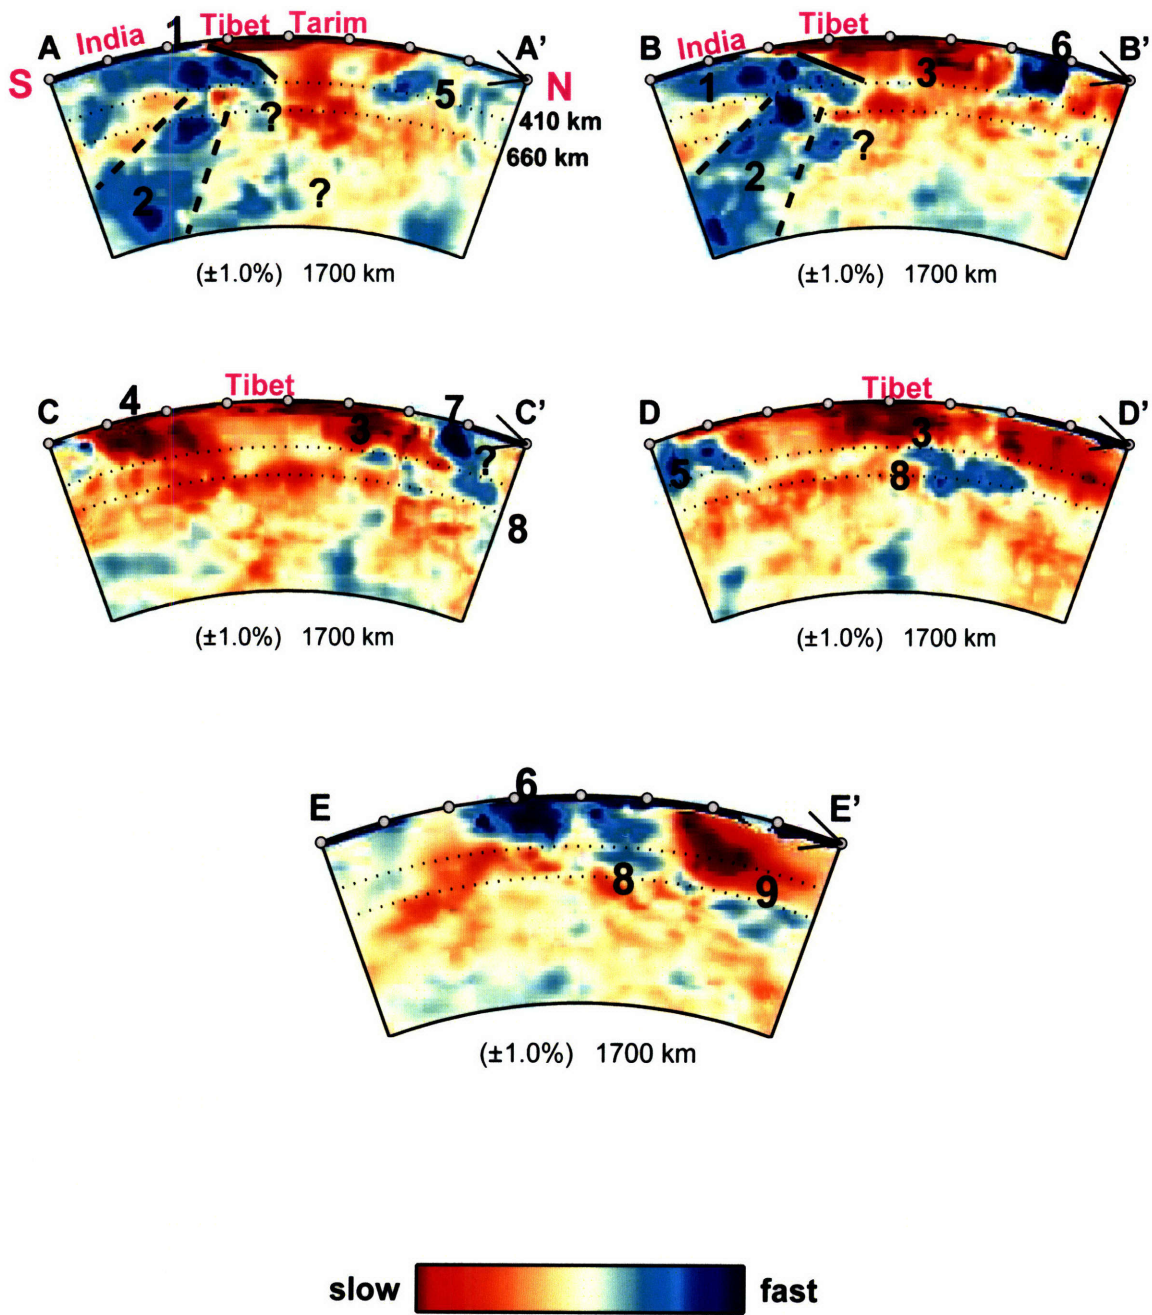 A India 1 Tibet Tarim A'
S N
5
?
410 km
660 km
2 ?
(±1.0%) 1700 km
B India Tibet 6 B'
1 3
?
2
(±1.0%) 1700 km
C 4 Tibet 7 C'
3
?
8
(±1.0%) 1700 km
D Tibet D'
3
5 8
(±1.0%) 1700 km
E 6 E’
8 9
(±1.0%) 1700 km
slow fast